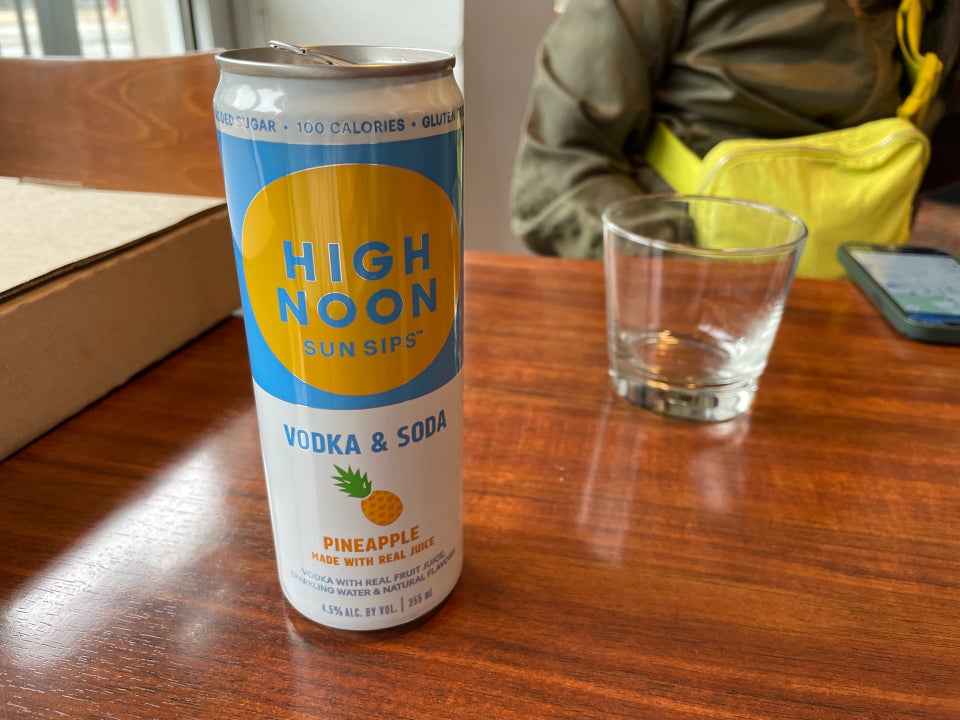 DED SUGAR • 100 CALORIES • GLUTEN
HIGH
NOON
SUN SIPS™
VODKA & SODA
PINEAPPLE
MADE WITH REAL JUICE
VODKA WITH REAL FRUIT JUICE,
SPARKLING WATER & NATURAL FLAVORS
4.5% ALC. BY VOL. | 355 ML